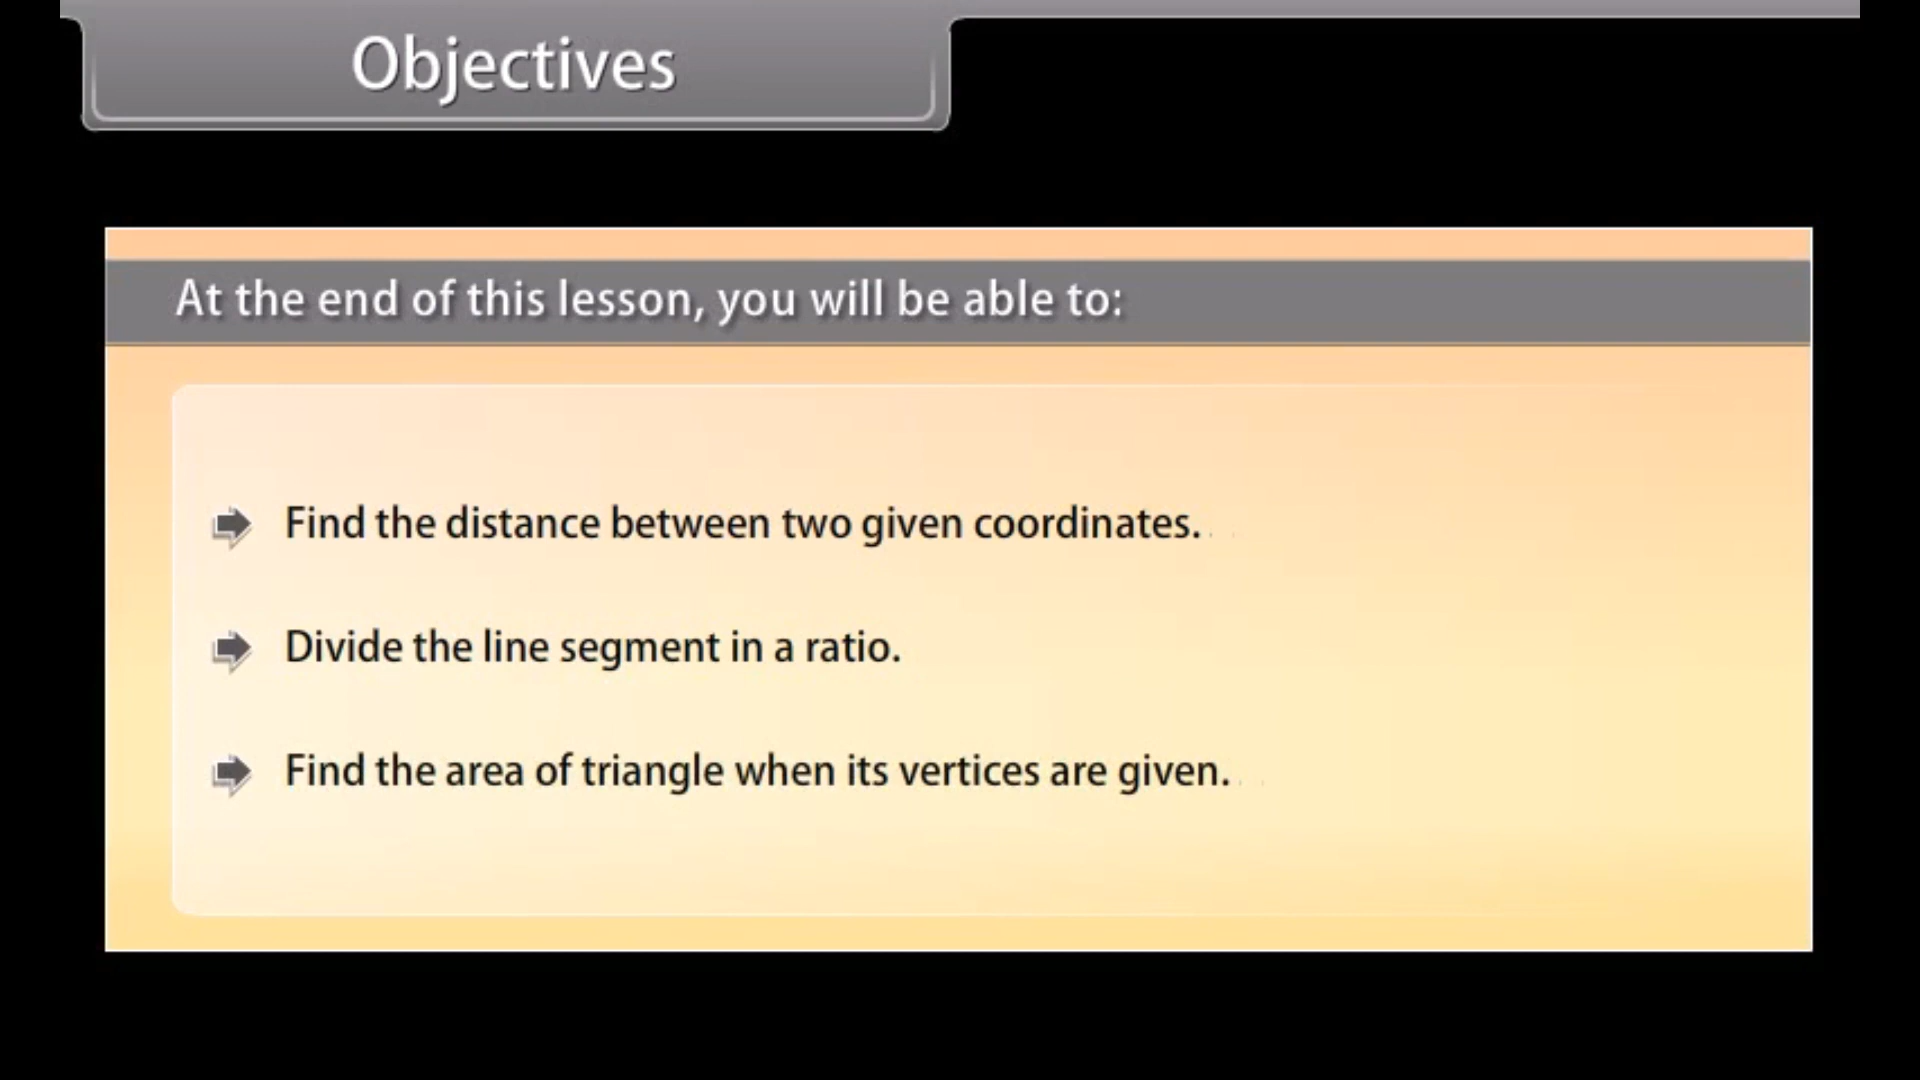 Objectives
At the end of this lesson, you will be able to:
Find the distance between two given coordinates.
Divide the line segment in a ratio.
Find the area of triangle when its vertices are given.